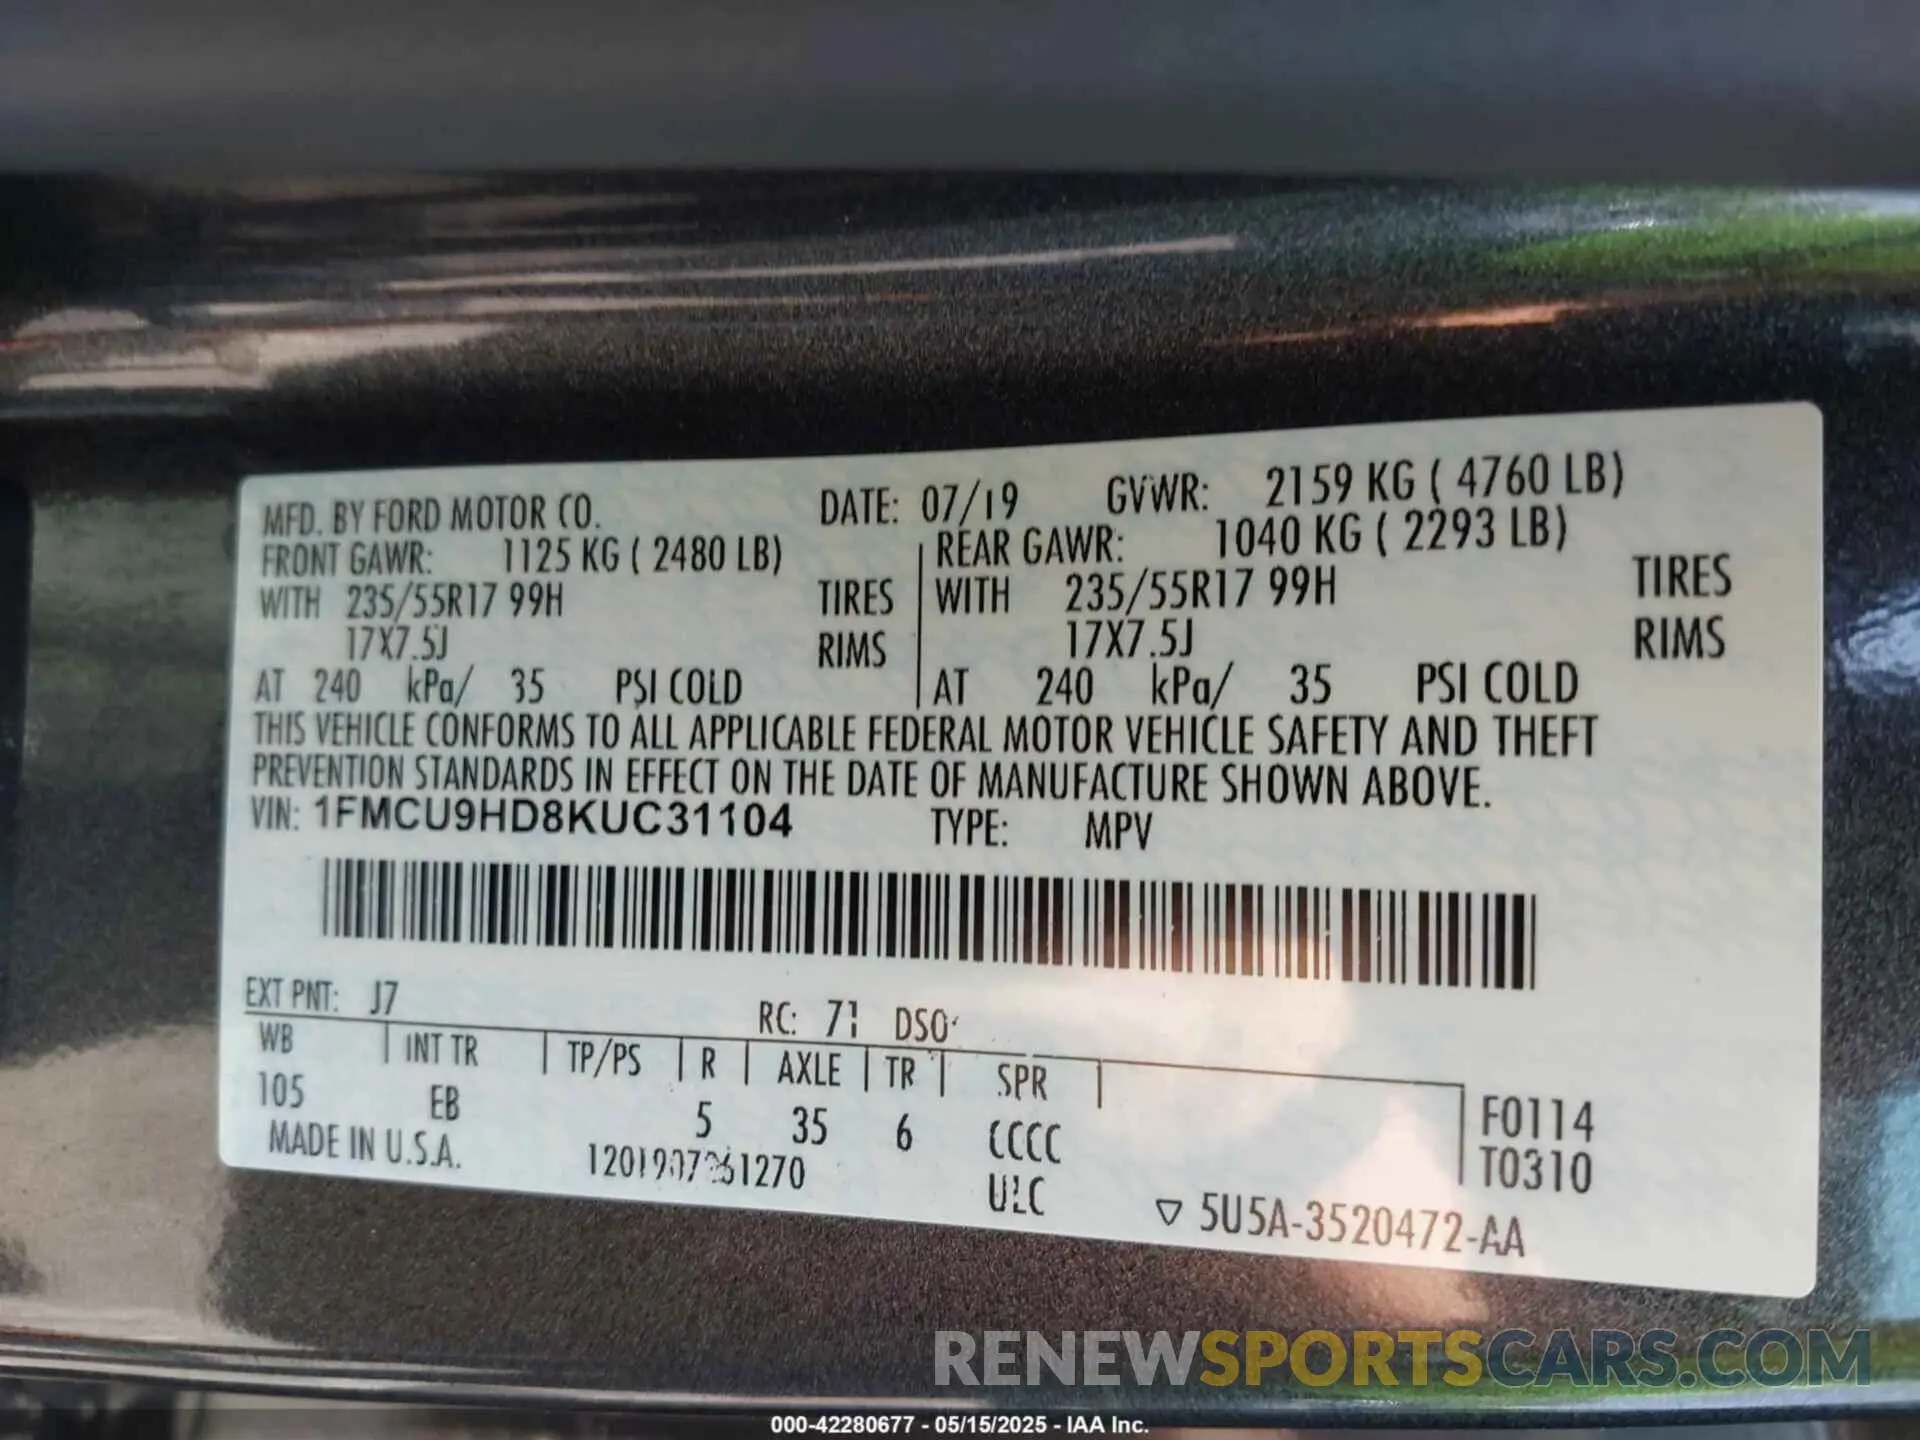 MFD. BY FORD MOTOR CO. DATE: 07/19 GVWR: 2159 KG ( 4760 LB)
FRONT GAWR: 1125 KG ( 2480 LB) REAR GAWR: 1040 KG ( 2293 LB)
WITH 235/55R17 99H TIRES WITH 235/55R17 99H TIRES
17X7.5J RIMS 17X7.5J RIMS
AT 240 kPa/ 35 PSI COLD AT 240 kPa/ 35 PSI COLD
THIS VEHICLE CONFORMS TO ALL APPLICABLE FEDERAL MOTOR VEHICLE SAFETY AND THEFT
PREVENTION STANDARDS IN EFFECT ON THE DATE OF MANUFACTURE SHOWN ABOVE.
VIN: 1FMCU9HD8KUC31104 TYPE: MPV
EXT PNT: J7 RC: 71 DSO:
WB INT TR TP/PS R AXLE TR SPR
105 EB 5 35 6 CCCC F0114
MADE IN U.S.A. T0310
▽ 5U5A-3520472-AA
RENEWSPORTSCARS.COM
000-42280677 - 05/15/2025 - IAA Inc.